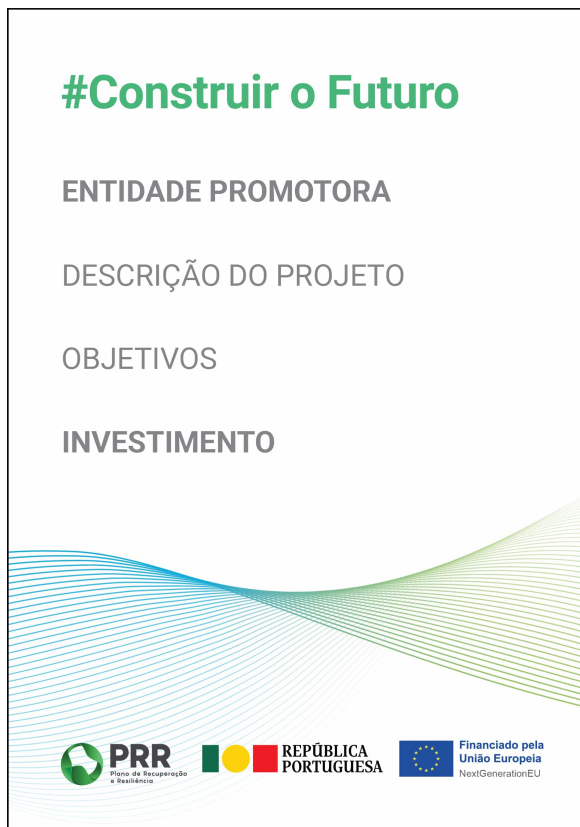 #Construir o Futuro
ENTIDADE PROMOTORA
DESCRIÇÃO DO PROJETO
OBJETIVOS
INVESTIMENTO
PRR
Plano de Recuperação
e Resiliência
REPÚBLICA
PORTUGUESA
Financiado pela
União Europeia
NextGenerationEU